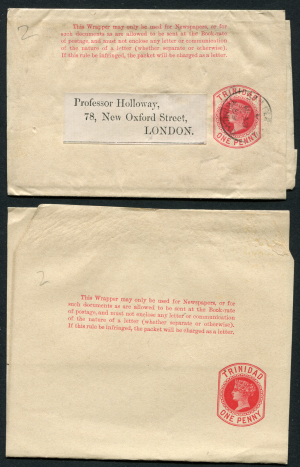 2
This Wrapper may only be used for Newspapers, or for
such documents as are allowed to be sent at the Book-rate
of postage, and must not enclose any letter or communication
of the nature of a letter (whether separate or otherwise).
If this rule be infringed, the packet will be charged as a letter.
Professor Holloway,
78, New Oxford Street,
LONDON.
TRINIDAD
ONE PENNY
2
This Wrapper may only be used for Newspapers, or for
such documents as are allowed to be sent at the Book-rate
of postage, and must not enclose any letter or communication
of the nature of a letter (whether separate or otherwise).
If this rule be infringed, the packet will be charged as a letter.
TRINIDAD
ONE PENNY